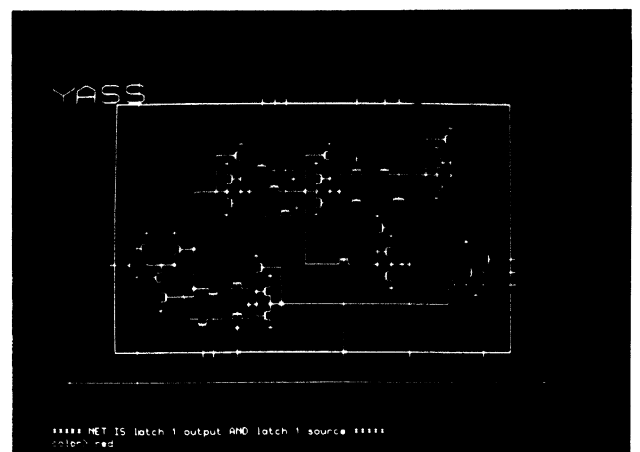 YASS
***** NET IS latch 1 output AND latch 1 source *****
color> red